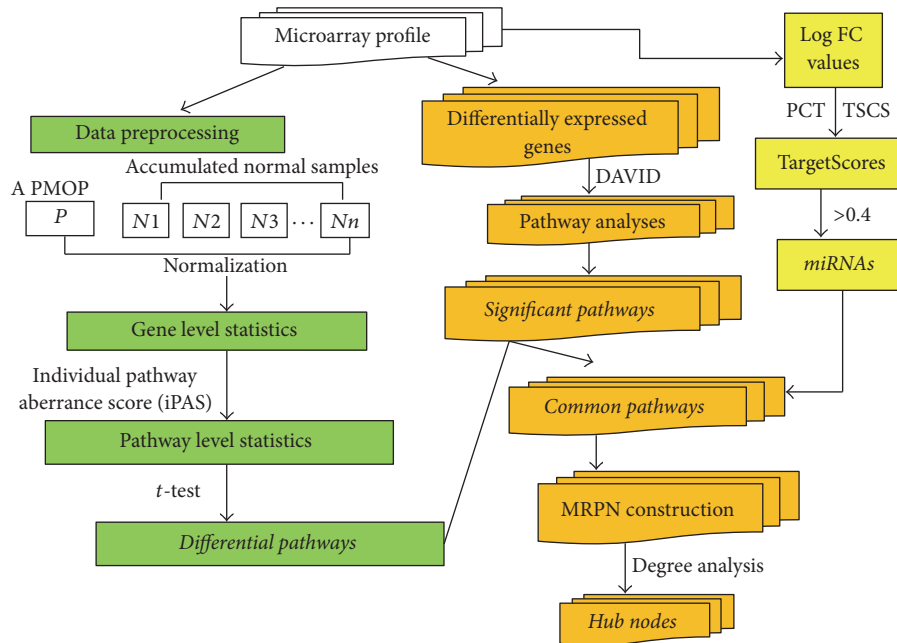 Microarray profile
Log FC
values
PCT TSCS
TargetScores
>0.4
miRNAs
Data preprocessing
Accumulated normal samples
A PMOP
P N1 N2 N3 ... Nn
Normalization
Gene level statistics
Individual pathway
aberrance score (iPAS)
Pathway level statistics
t-test
Differential pathways
Differentially expressed
genes
DAVID
Pathway analyses
Significant pathways
Common pathways
MRPN construction
Degree analysis
Hub nodes